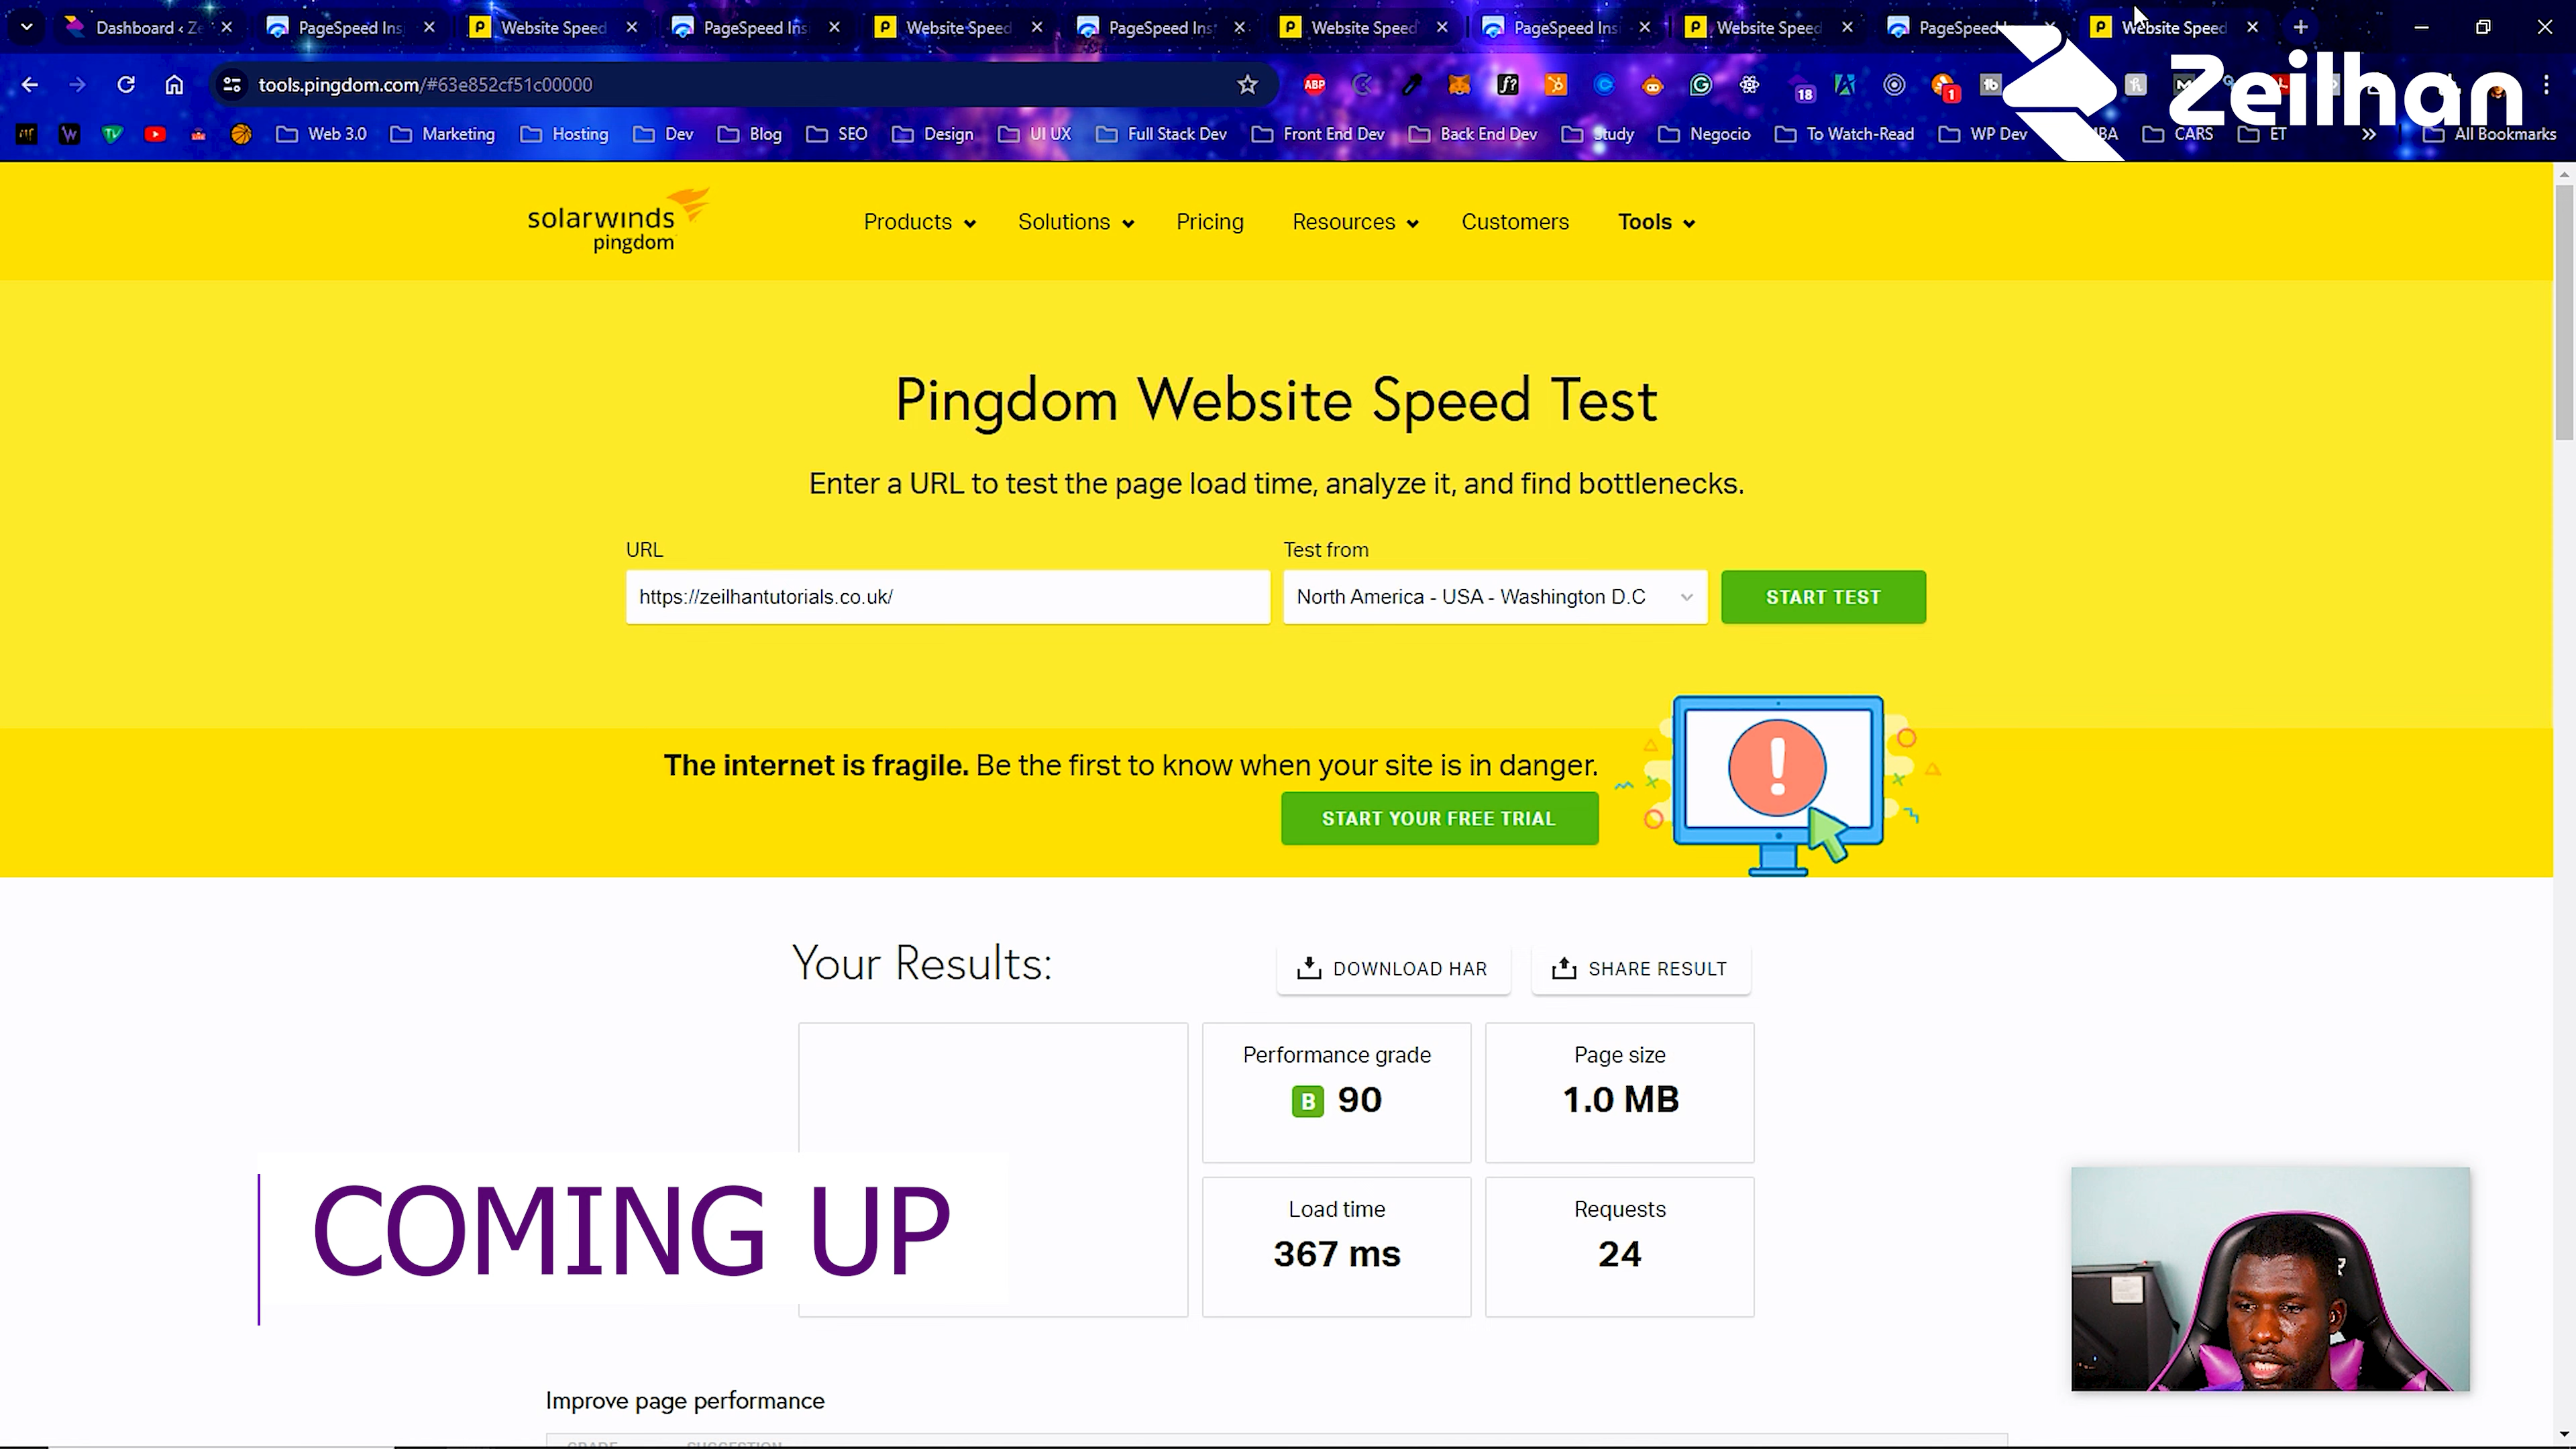 Dashboard ‹ Ze
PageSpeed Ins
Website Speed
PageSpeed Ins
Website Speed
PageSpeed Ins
Website Speed
PageSpeed Ins
Website Speed
PageSpeed
Website Speed
Zeilhan
tools.pingdom.com/#63e852cf51c00000
ABP
f?
18
1
W
TV
Web 3.0
Marketing
Hosting
Dev
Blog
SEO
Design
UI UX
Full Stack Dev
Front End Dev
Back End Dev
Study
Negocio
To Watch-Read
WP Dev
CARS
ET
All Bookmarks
solarwinds
pingdom
Products
Solutions
Pricing
Resources
Customers
Tools
Pingdom Website Speed Test
Enter a URL to test the page load time, analyze it, and find bottlenecks.
URL
Test from
https://zeilhantutorials.co.uk/
North America - USA - Washington D.C
START TEST
The internet is fragile. Be the first to know when your site is in danger.
START YOUR FREE TRIAL
Your Results:
DOWNLOAD HAR
SHARE RESULT
Performance grade
B 90
Page size
1.0 MB
COMING UP
Load time
367 ms
Requests
24
Improve page performance
GRADE
SUGGESTION